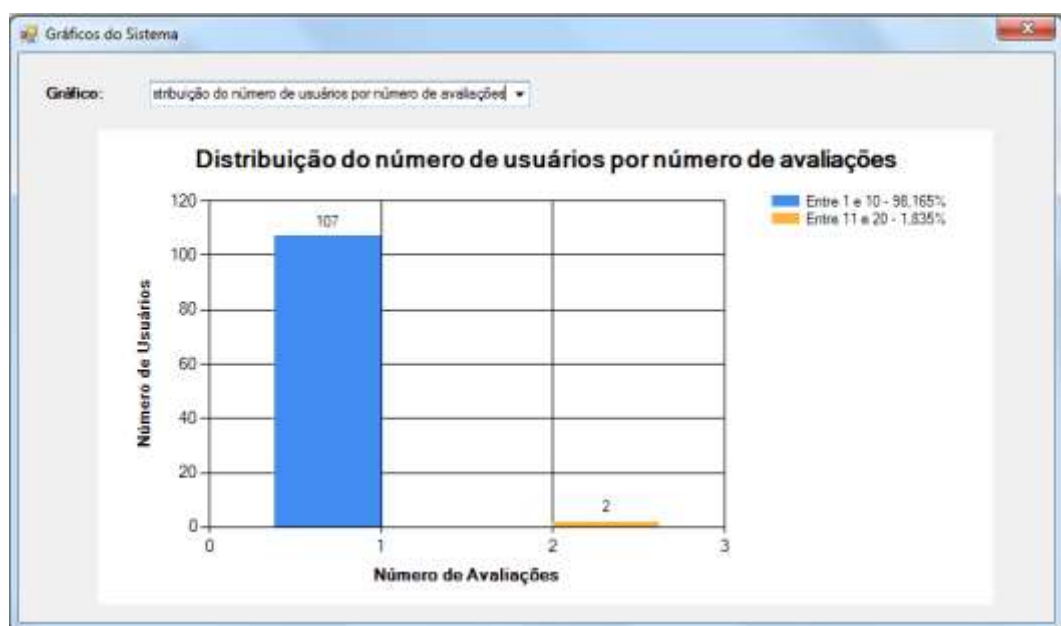 Gráficos do Sistema
Gráfico:
stribuição do número de usuários por número de avaliações
Distribuição do número de usuários por número de avaliações
120
100
80
60
40
20
0
Número de Usuários
107
2
0
1
2
3
Número de Avaliações
Entre 1 e 10 - 98,165%
Entre 11 e 20 - 1,835%